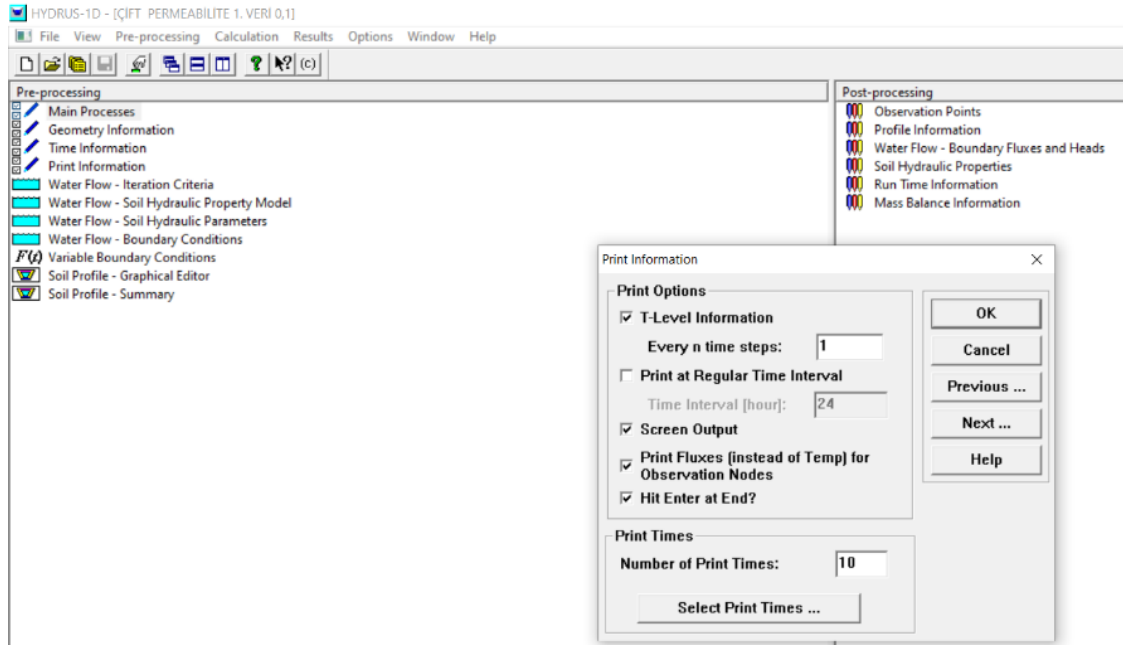 HYDRUS-1D - [ÇİFT PERMEABİLİTE 1. VERİ 0,1]
File View Pre-processing Calculation Results Options Window Help
(c)
Pre-processing
Main Processes
Geometry Information
Time Information
Print Information
Water Flow - Iteration Criteria
Water Flow - Soil Hydraulic Property Model
Water Flow - Soil Hydraulic Parameters
Water Flow - Boundary Conditions
F(t) Variable Boundary Conditions
Soil Profile - Graphical Editor
Soil Profile - Summary
Post-processing
Observation Points
Profile Information
Water Flow - Boundary Fluxes and Heads
Soil Hydraulic Properties
Run Time Information
Mass Balance Information
Print Information
Print Options
T-Level Information
Every n time steps: 1
Print at Regular Time Interval
Time Interval [hour]: 24
Screen Output
Print Fluxes (instead of Temp) for
Observation Nodes
Hit Enter at End?
OK
Cancel
Previous ...
Next ...
Help
Print Times
Number of Print Times: 10
Select Print Times ...